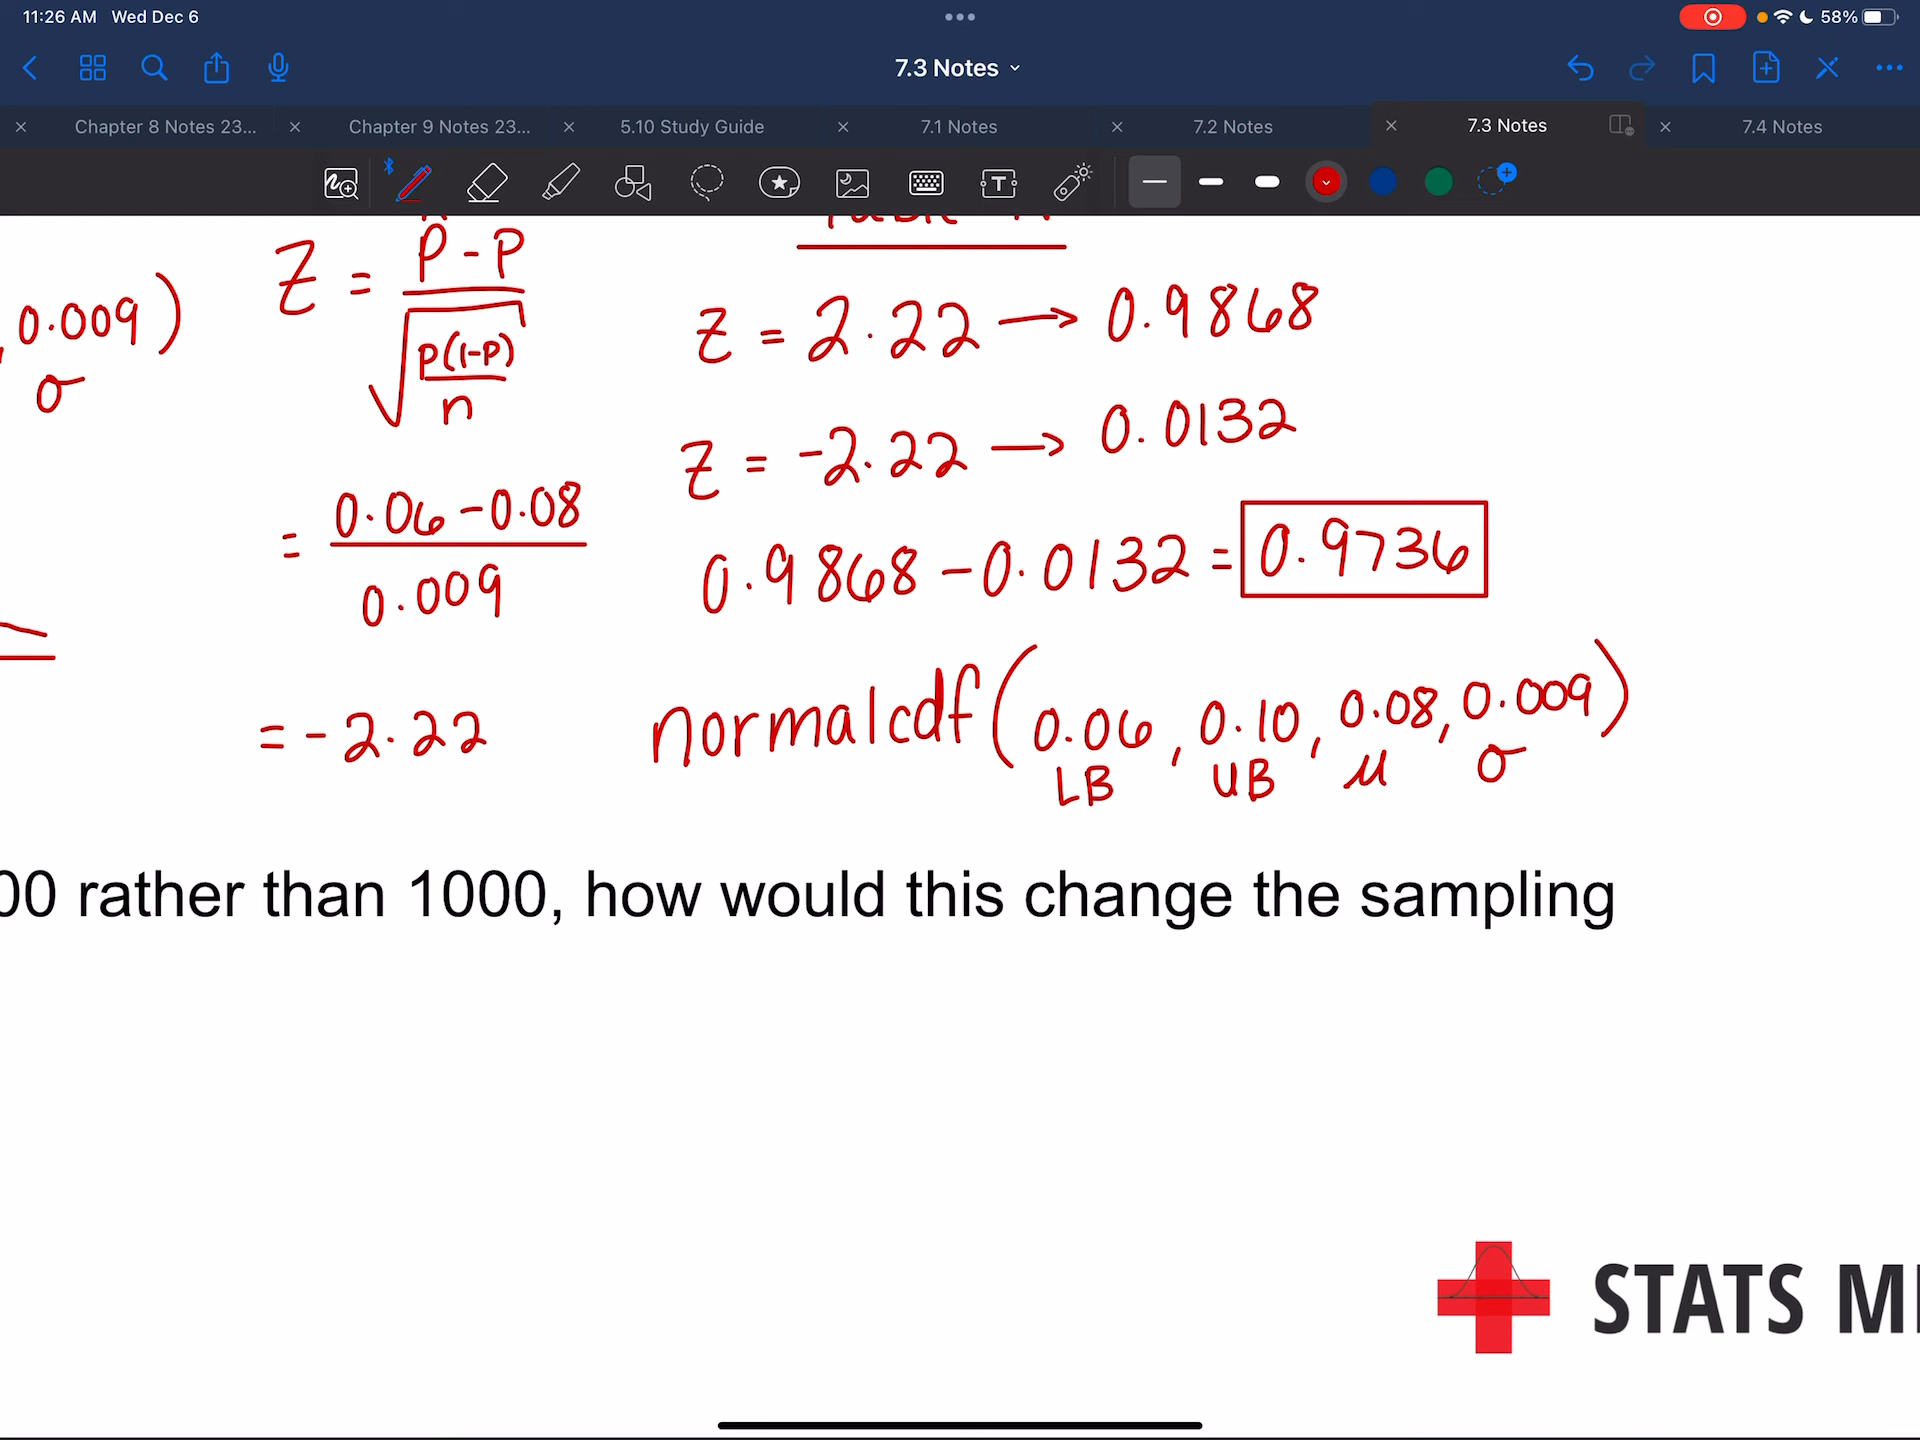 11:26 AM Wed Dec 6
58%
7.3 Notes
Chapter 8 Notes 23...
Chapter 9 Notes 23...
5.10 Study Guide
7.1 Notes
7.2 Notes
7.3 Notes
7.4 Notes
, 0.009)
σ
Z = p̂ - p
√ p(1-p)
n
= 0.06 - 0.08
0.009
= -2.22
z = 2.22 → 0.9868
z = -2.22 → 0.0132
0.9868 - 0.0132 = 0.9736
normalcdf(0.06, 0.10, 0.08, 0.009)
LB UB μ σ
00 rather than 1000, how would this change the sampling
STATS M